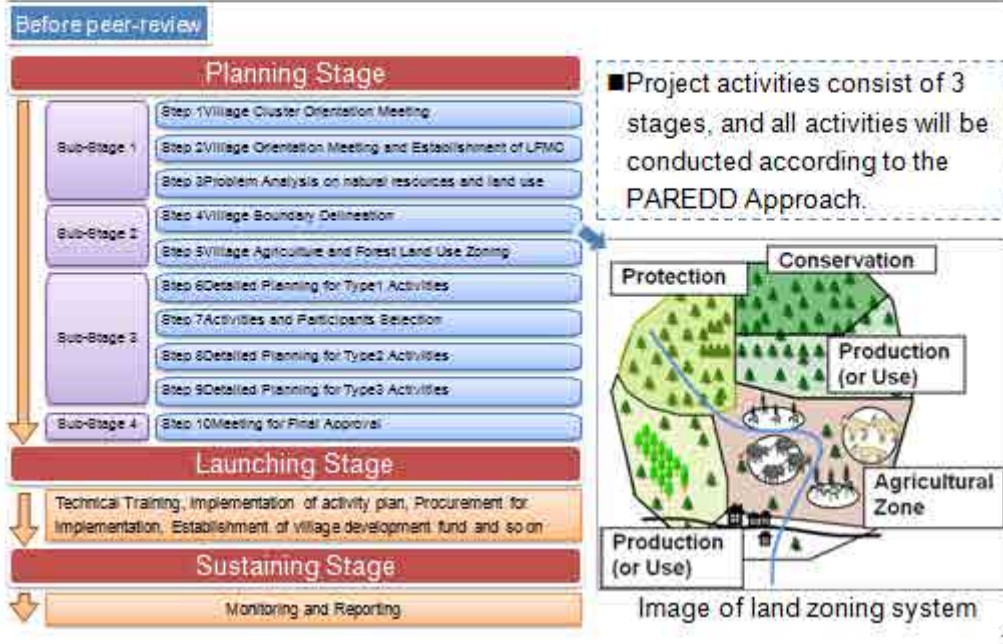 Before peer-review
Planning Stage
Sub-Stage 1
Step 1Village Cluster Orientation Meeting
Step 2Village Orientation Meeting and Establishment of LFMC
Step 3Problem Analysis on natural resources and land use
Sub-Stage 2
Step 4Village Boundary Delineation
Step 5Village Agriculture and Forest Land Use Zoning
Sub-Stage 3
Step 6Detailed Planning for Type1 Activities
Step 7Activities and Participants Selection
Step 8Detailed Planning for Type2 Activities
Step 9Detailed Planning for Type3 Activities
Sub-Stage 4
Step 10Meeting for Final Approval
Launching Stage
Technical Training, Implementation of activity plan, Procurement for
Implementation, Establishment of village development fund and so on
Sustaining Stage
Monitoring and Reporting
■Project activities consist of 3
stages, and all activities will be
conducted according to the
PAREDD Approach.
Protection
Conservation
Production
(or Use)
Agricultural
Zone
Production
(or Use)
Image of land zoning system